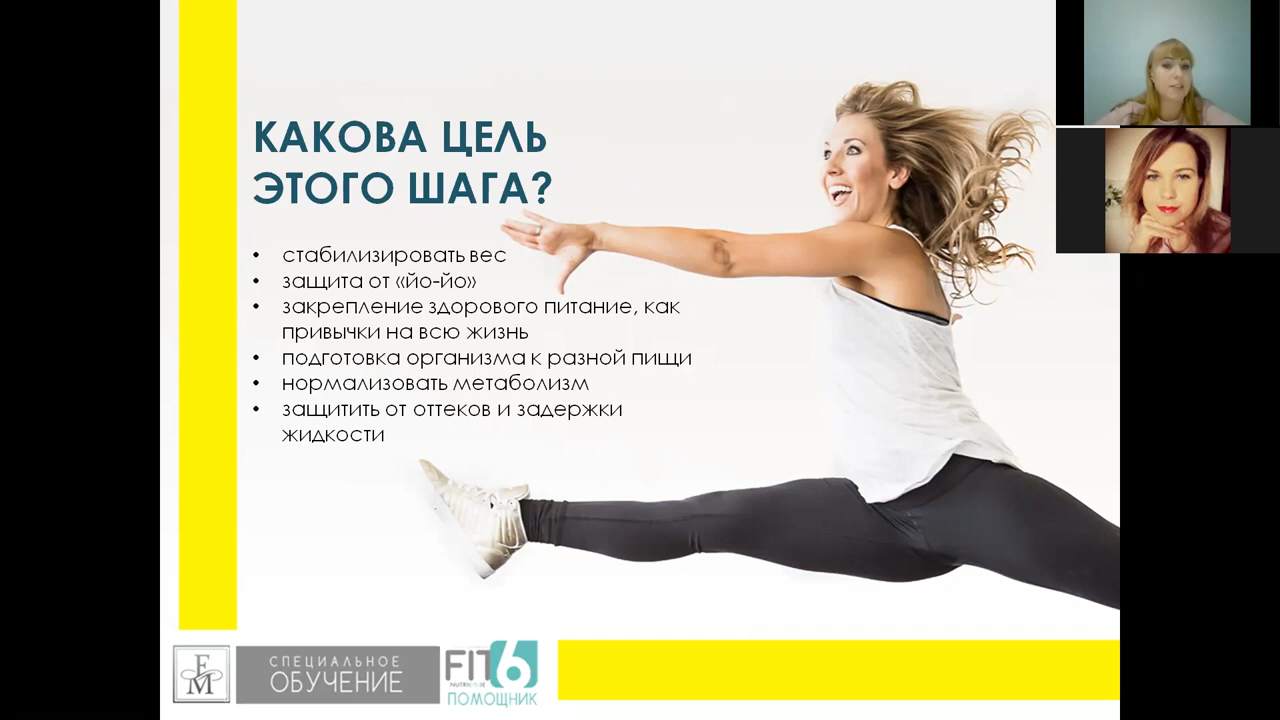 КАКОВА ЦЕЛЬ
ЭТОГО ШАГА?
• стабилизировать вес
• защита от «йо-йо»
• закрепление здорового питание, как
привычки на всю жизнь
• подготовка организма к разной пищи
• нормализовать метаболизм
• защитить от оттеков и задержки
жидкости
FM
СПЕЦИАЛЬНОЕ
ОБУЧЕНИЕ
FIT6
ПОМОЩНИК